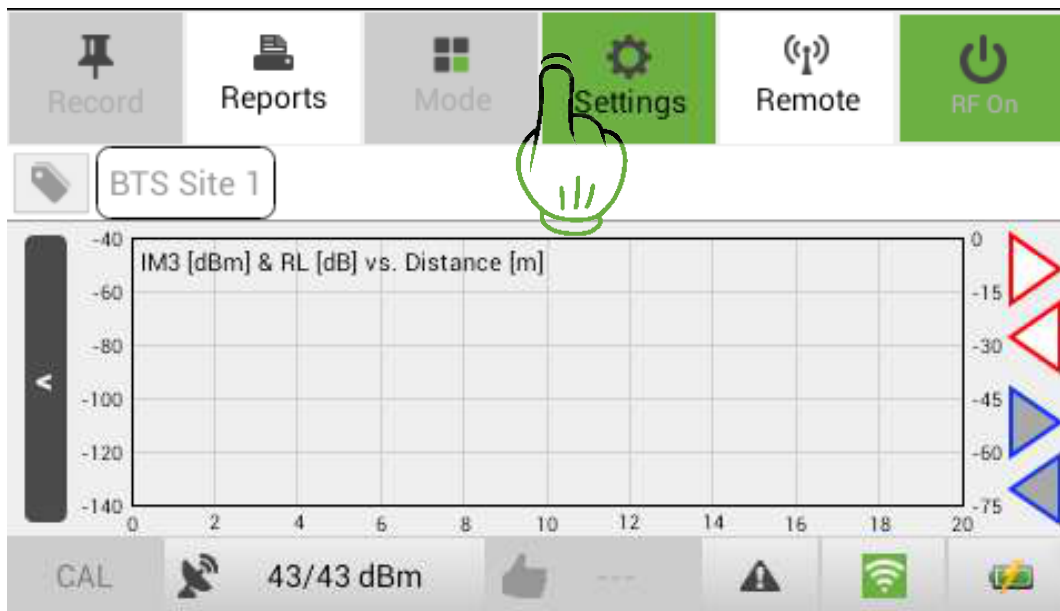 Record Reports Mode Settings Remote RF On
BTS Site 1
IM3 [dBm] & RL [dB] vs. Distance [m]
-40 0
-60 -15
-80 -30
<
-100 -45
-120 -60
-140 -75
0 2 4 6 8 10 12 14 16 18 20
CAL 43/43 dBm ---